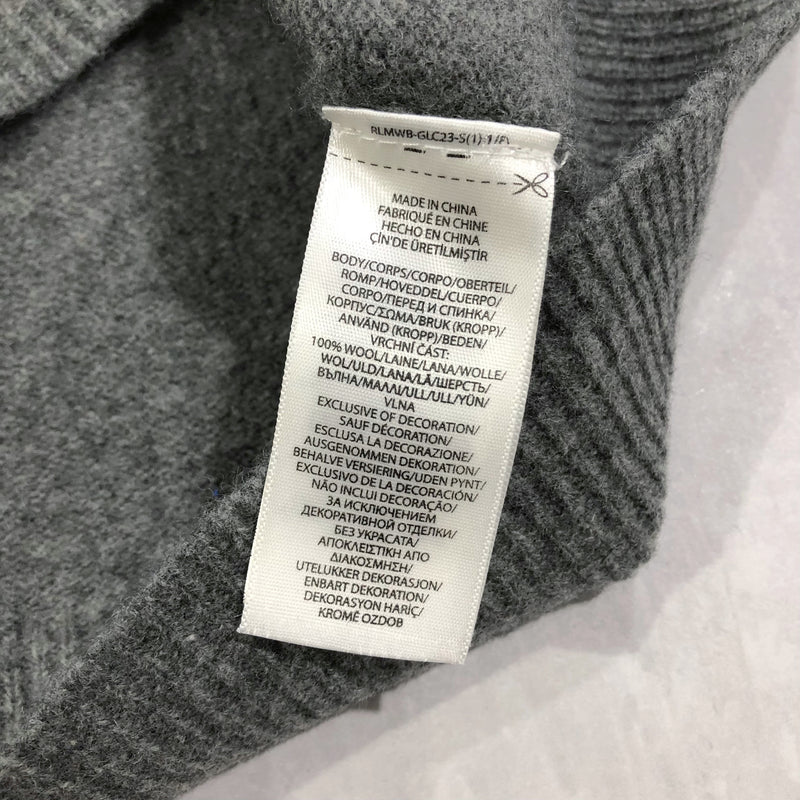 RLMWB-GLC23-S(1)-1/F)
MADE IN CHINA
FABRIQUÉ EN CHINE
HECHO EN CHINA
ÇİN'DE ÜRETİLMİŞTİR
BODY/CORPS/CORPO/OBERTEIL/
ROMP/HOVEDDEL/CUERPO/
CORPO/ПЕРЕД И СПИНКА/
КОРПУС/ΣΩΜΑ/BRUK (KROPP)/
ANVÄND (KROPP)/BEDEN/
VRCHNÍ ČÁST:
100% WOOL/LAINE/LANA/WOLLE/
WOL/ULD/LANA/LÃ/ШЕРСТЬ/
ВЪЛНА/ΜΑΛΛΙ/ULL/ULL/YÜN/
VLNA
EXCLUSIVE OF DECORATION/
SAUF DÉCORATION/
ESCLUSA LA DECORAZIONE/
AUSGENOMMEN DEKORATION/
BEHALVE VERSIERING/UDEN PYNT/
EXCLUSIVO DE LA DECORACIÓN/
NÃO INCLUI DECORAÇÃO/
ЗА ИСКЛЮЧЕНИЕМ
ДЕКОРАТИВНОЙ ОТДЕЛКИ/
БЕЗ УКРАСАТА/
ΑΠΟΚΛΕΙΣΤΙΚΗ ΑΠΟ
ΔΙΑΚΟΣΜΗΣΗ/
UTELUKKER DEKORASJON/
ENBART DEKORATION/
DEKORASYON HARİÇ/
KROMĚ OZDOB